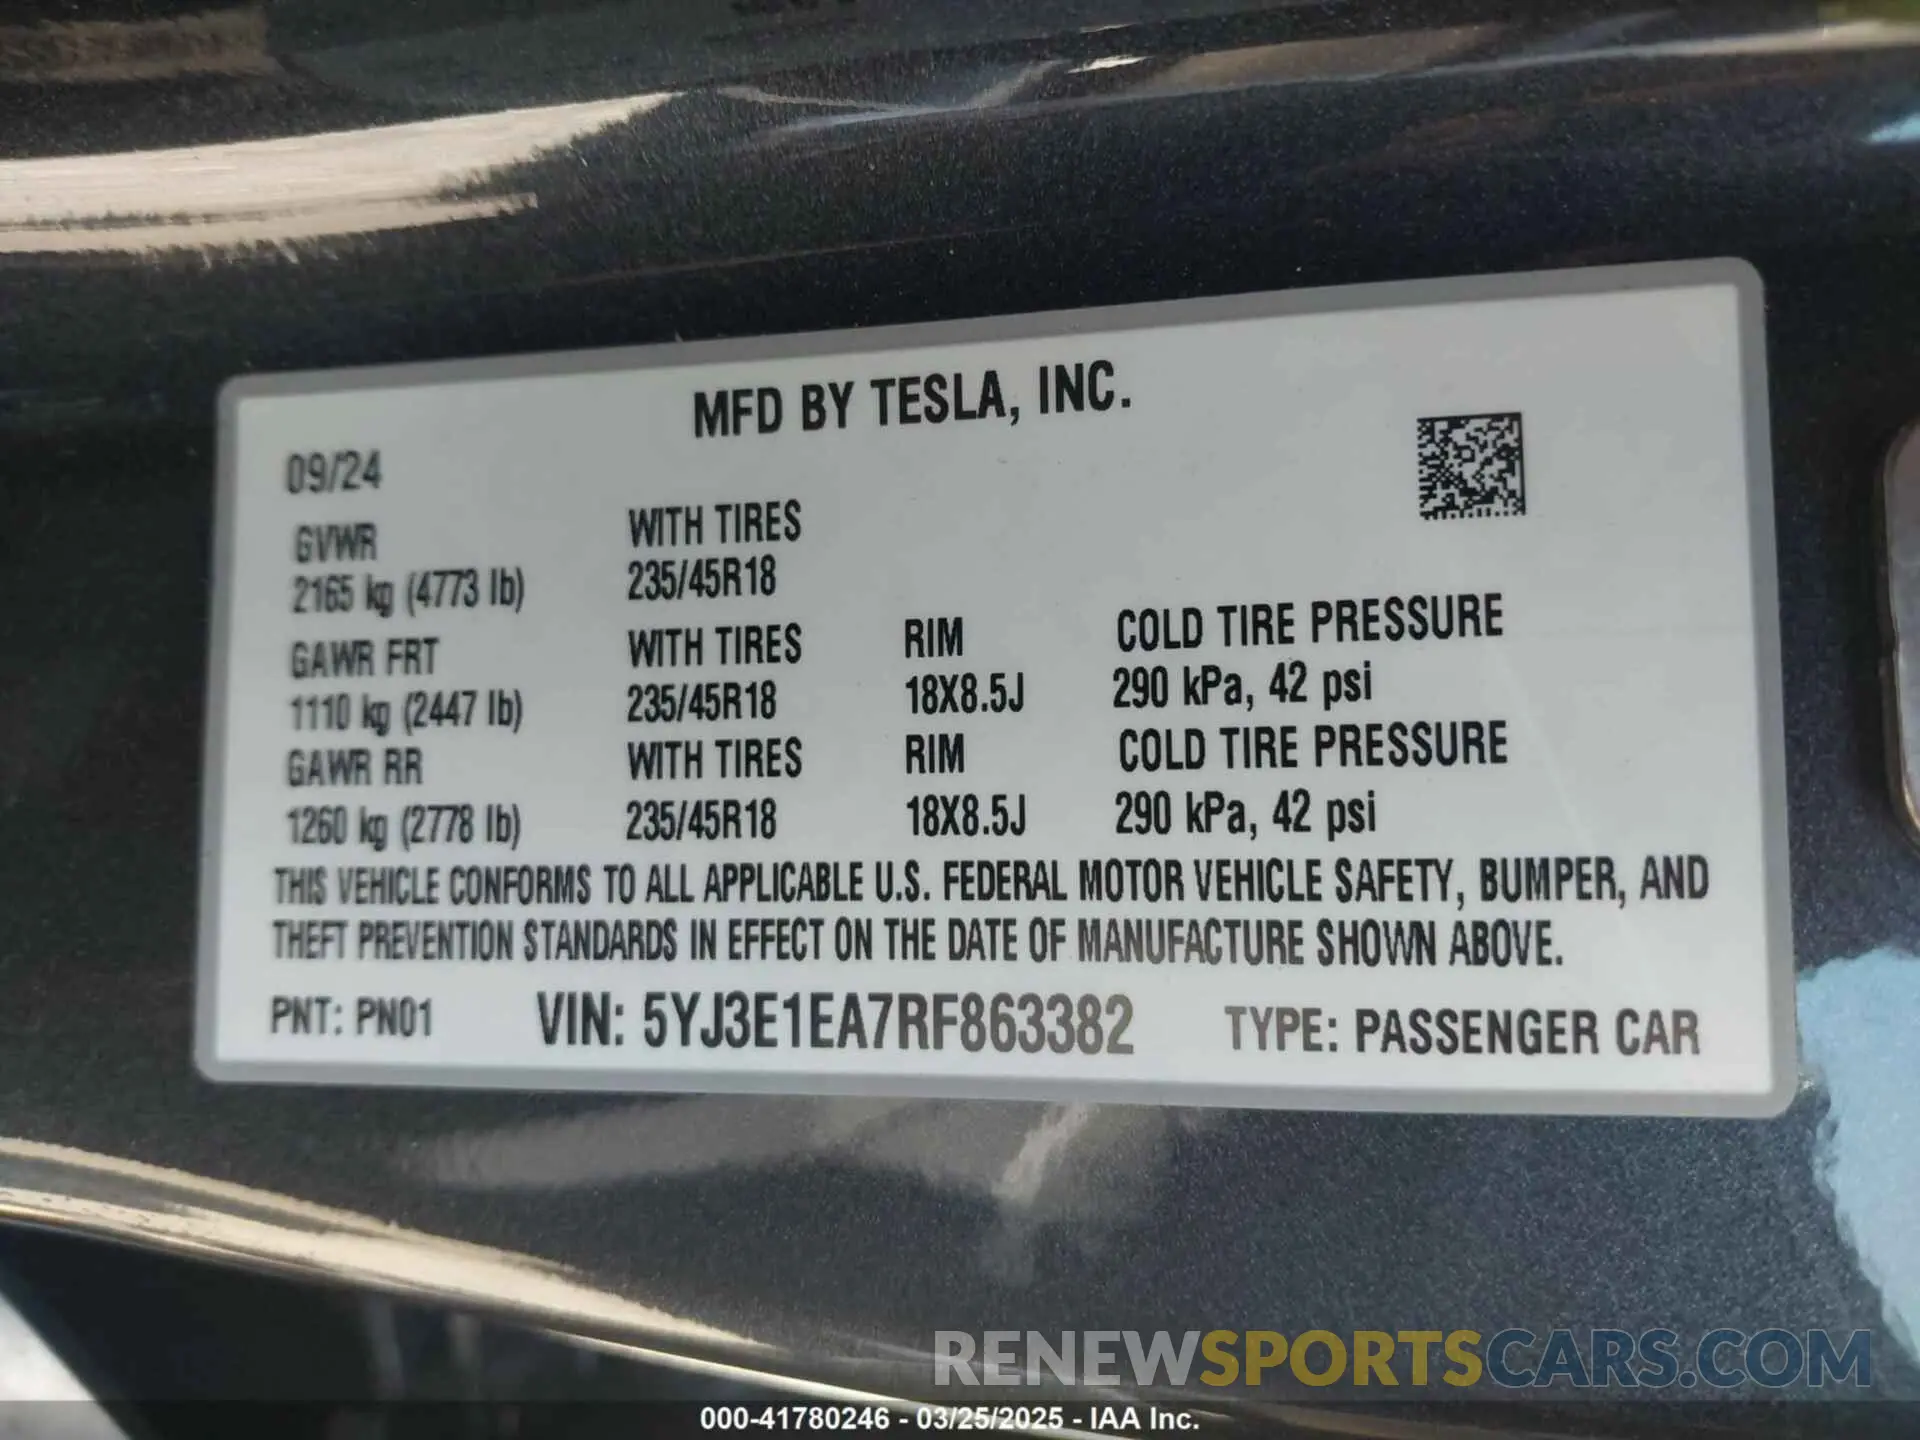 MFD BY TESLA, INC.
09/24
GVWR WITH TIRES
2165 kg (4773 lb) 235/45R18
GAWR FRT WITH TIRES RIM COLD TIRE PRESSURE
1110 kg (2447 lb) 235/45R18 18X8.5J 290 kPa, 42 psi
GAWR RR WITH TIRES RIM COLD TIRE PRESSURE
1260 kg (2778 lb) 235/45R18 18X8.5J 290 kPa, 42 psi
THIS VEHICLE CONFORMS TO ALL APPLICABLE U.S. FEDERAL MOTOR VEHICLE SAFETY, BUMPER, AND
THEFT PREVENTION STANDARDS IN EFFECT ON THE DATE OF MANUFACTURE SHOWN ABOVE.
PNT: PN01 VIN: 5YJ3E1EA7RF863382 TYPE: PASSENGER CAR
RENEWSPORTSCARS.COM
000-41780246 - 03/25/2025 - IAA Inc.